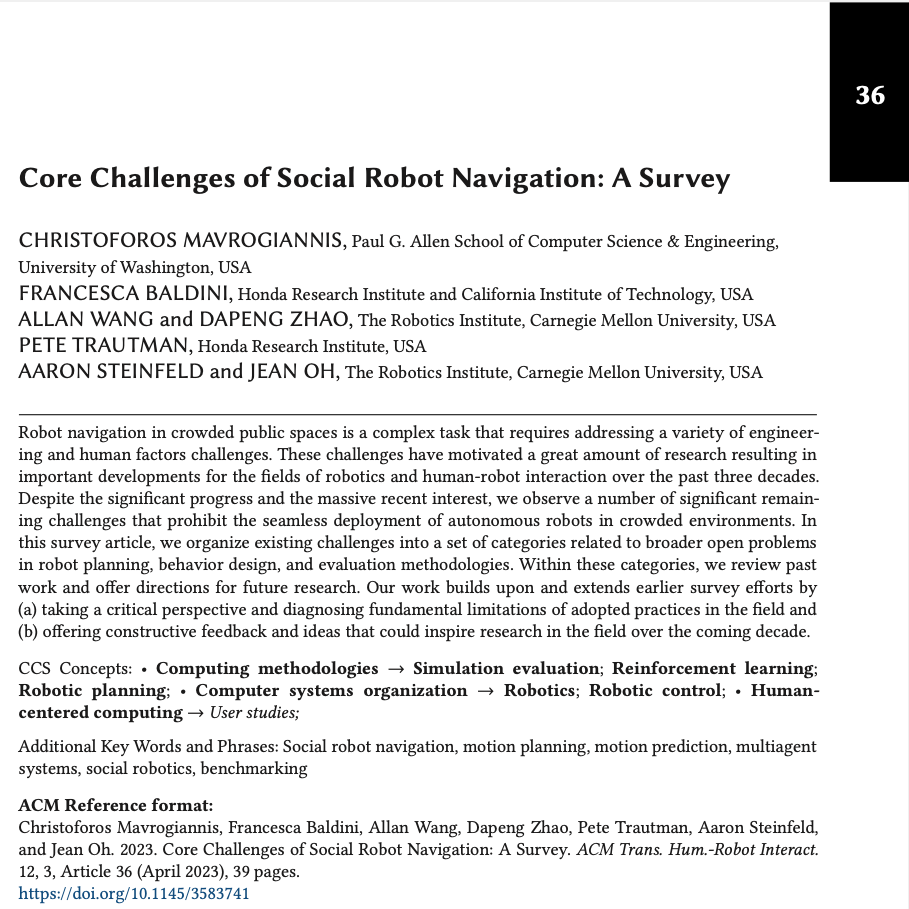 36
Core Challenges of Social Robot Navigation: A Survey
CHRISTOFOROS MAVROGIANNIS, Paul G. Allen School of Computer Science & Engineering,
University of Washington, USA
FRANCESCA BALDINI, Honda Research Institute and California Institute of Technology, USA
ALLAN WANG and DAPENG ZHAO, The Robotics Institute, Carnegie Mellon University, USA
PETE TRAUTMAN, Honda Research Institute, USA
AARON STEINFELD and JEAN OH, The Robotics Institute, Carnegie Mellon University, USA
Robot navigation in crowded public spaces is a complex task that requires addressing a variety of engineer-
ing and human factors challenges. These challenges have motivated a great amount of research resulting in
important developments for the fields of robotics and human-robot interaction over the past three decades.
Despite the significant progress and the massive recent interest, we observe a number of significant remain-
ing challenges that prohibit the seamless deployment of autonomous robots in crowded environments. In
this survey article, we organize existing challenges into a set of categories related to broader open problems
in robot planning, behavior design, and evaluation methodologies. Within these categories, we review past
work and offer directions for future research. Our work builds upon and extends earlier survey efforts by
(a) taking a critical perspective and diagnosing fundamental limitations of adopted practices in the field and
(b) offering constructive feedback and ideas that could inspire research in the field over the coming decade.
CCS Concepts: • Computing methodologies → Simulation evaluation; Reinforcement learning;
Robotic planning; • Computer systems organization → Robotics; Robotic control; • Human-
centered computing → User studies;
Additional Key Words and Phrases: Social robot navigation, motion planning, motion prediction, multiagent
systems, social robotics, benchmarking
ACM Reference format:
Christoforos Mavrogiannis, Francesca Baldini, Allan Wang, Dapeng Zhao, Pete Trautman, Aaron Steinfeld,
and Jean Oh. 2023. Core Challenges of Social Robot Navigation: A Survey. ACM Trans. Hum.-Robot Interact.
12, 3, Article 36 (April 2023), 39 pages.
https://doi.org/10.1145/3583741